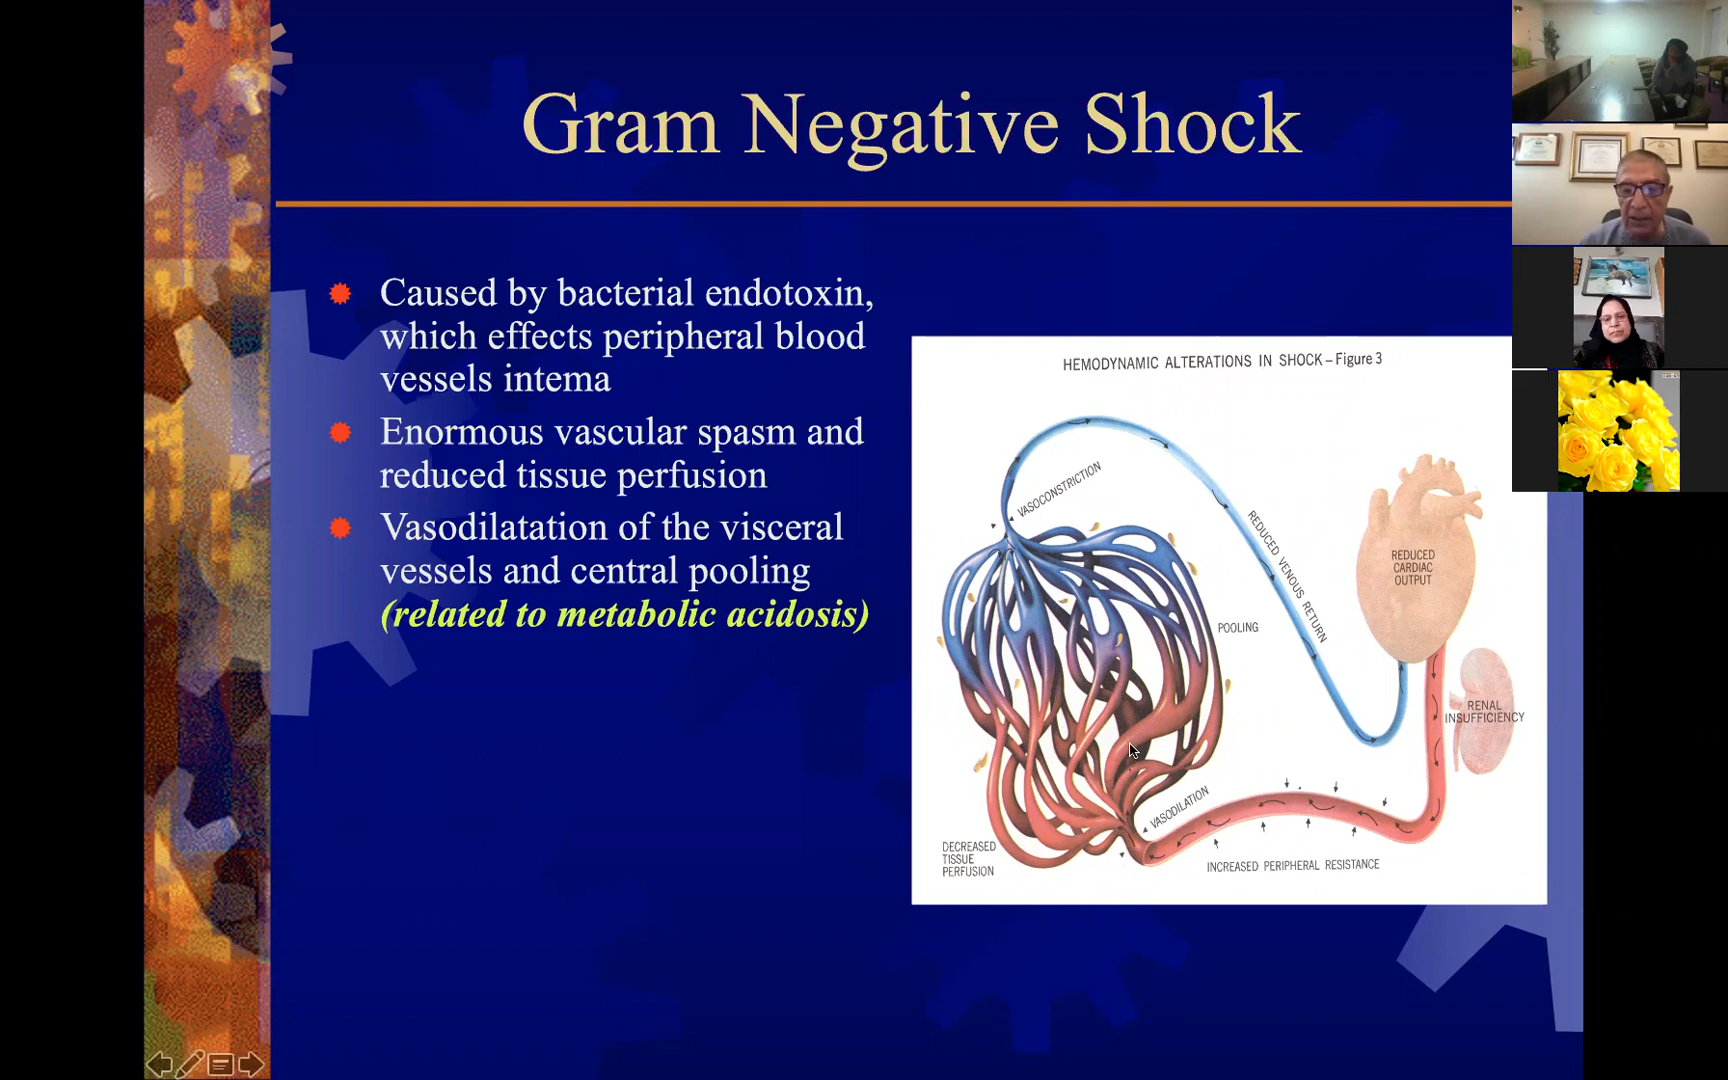 Gram Negative Shock
Caused by bacterial endotoxin,
which effects peripheral blood
vessels intema
Enormous vascular spasm and
reduced tissue perfusion
Vasodilatation of the visceral
vessels and central pooling
(related to metabolic acidosis)
HEMODYNAMIC ALTERATIONS IN SHOCK – Figure 3
VASOCONSTRICTION
REDUCED VENOUS RETURN
REDUCED
CARDIAC
OUTPUT
POOLING
RENAL
INSUFFICIENCY
VASODILATION
DECREASED
TISSUE
PERFUSION
INCREASED PERIPHERAL RESISTANCE